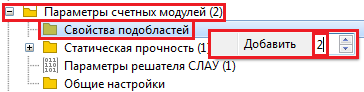 Параметры счетных модулей (2)
Свойства подобластей
Добавить 2
Статическая прочность (1)
Параметры решателя СЛАУ (1)
Общие настройки